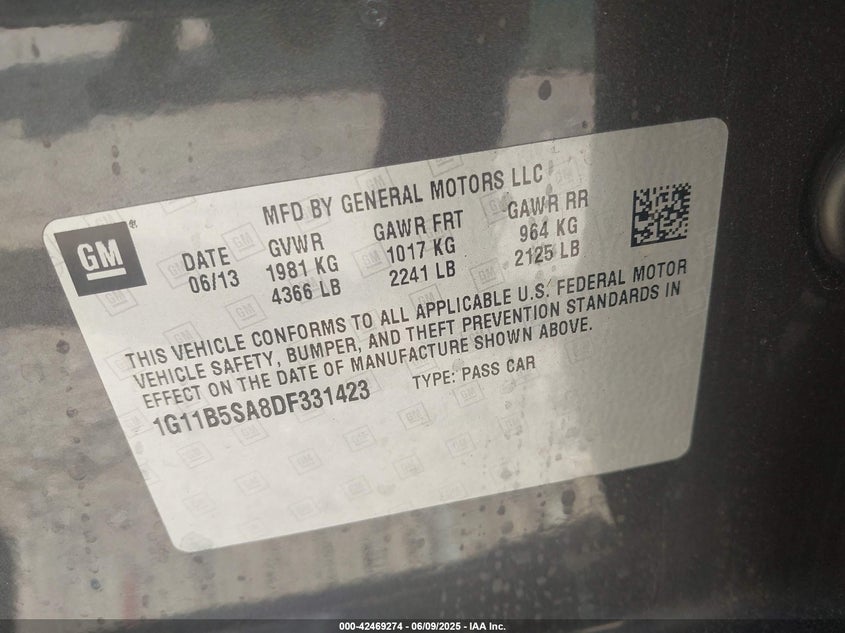 MFD BY GENERAL MOTORS LLC
GM ®
DATE GVWR GAWR FRT GAWR RR
06/13 1981 KG 1017 KG 964 KG
4366 LB 2241 LB 2125 LB
THIS VEHICLE CONFORMS TO ALL APPLICABLE U.S. FEDERAL MOTOR
VEHICLE SAFETY, BUMPER, AND THEFT PREVENTION STANDARDS IN
EFFECT ON THE DATE OF MANUFACTURE SHOWN ABOVE.
1G11B5SA8DF331423 TYPE: PASS CAR
000-42469274 - 06/09/2025 - IAA Inc.